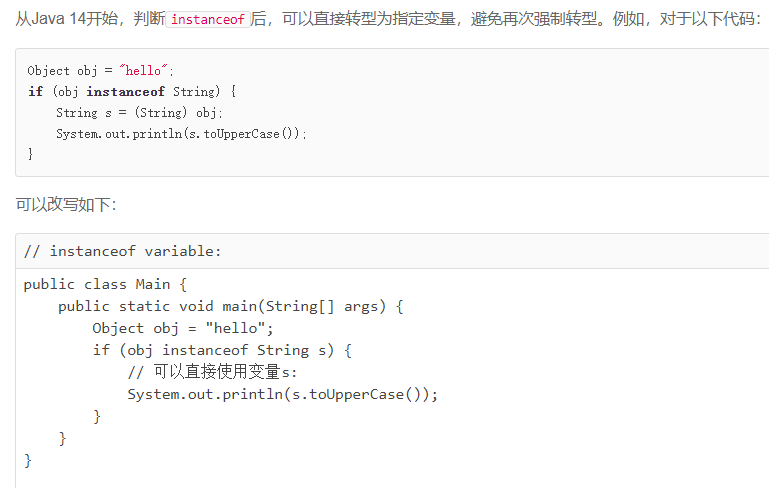 从Java 14开始，判断instanceof后，可以直接转型为指定变量，避免再次强制转型。例如，对于以下代码：
Object obj = "hello";
if (obj instanceof String) {
    String s = (String) obj;
    System.out.println(s.toUpperCase());
}
可以改写如下：
// instanceof variable:
public class Main {
    public static void main(String[] args) {
        Object obj = "hello";
        if (obj instanceof String s) {
            // 可以直接使用变量s:
            System.out.println(s.toUpperCase());
        }
    }
}